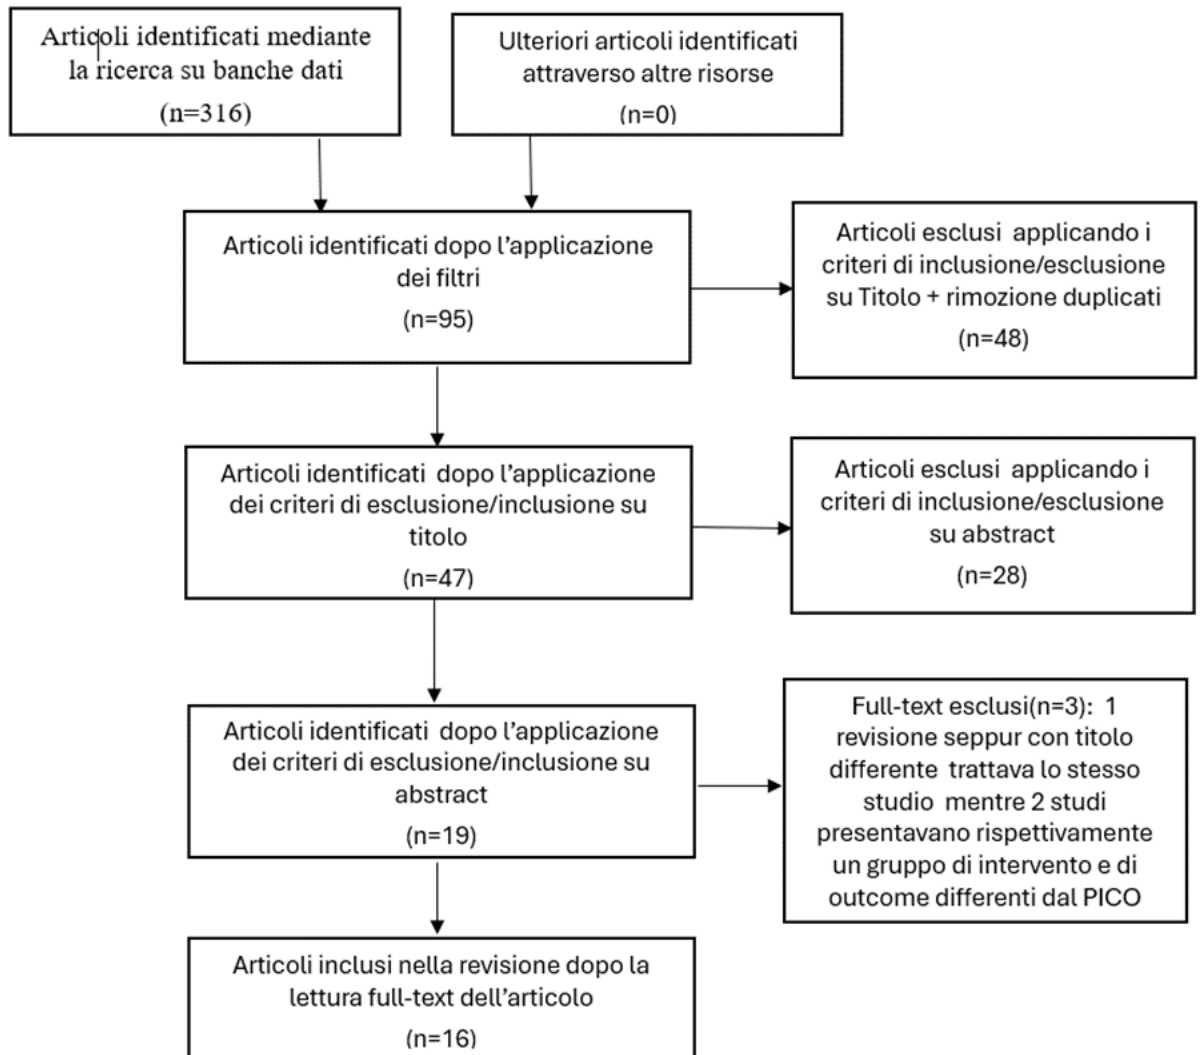 Articoli identificati mediante
la ricerca su banche dati
(n=316)
Ulteriori articoli identificati
attraverso altre risorse
(n=0)
Articoli identificati dopo l’applicazione
dei filtri
(n=95)
Articoli esclusi applicando i
criteri di inclusione/esclusione
su Titolo + rimozione duplicati
(n=48)
Articoli identificati dopo l’applicazione
dei criteri di esclusione/inclusione su
titolo
(n=47)
Articoli esclusi applicando i
criteri di inclusione/esclusione
su abstract
(n=28)
Articoli identificati dopo l’applicazione
dei criteri di esclusione/inclusione su
abstract
(n=19)
Full-text esclusi(n=3): 1
revisione seppur con titolo
differente trattava lo stesso
studio mentre 2 studi
presentavano rispettivamente
un gruppo di intervento e di
outcome differenti dal PICO
Articoli inclusi nella revisione dopo la
lettura full-text dell’articolo
(n=16)